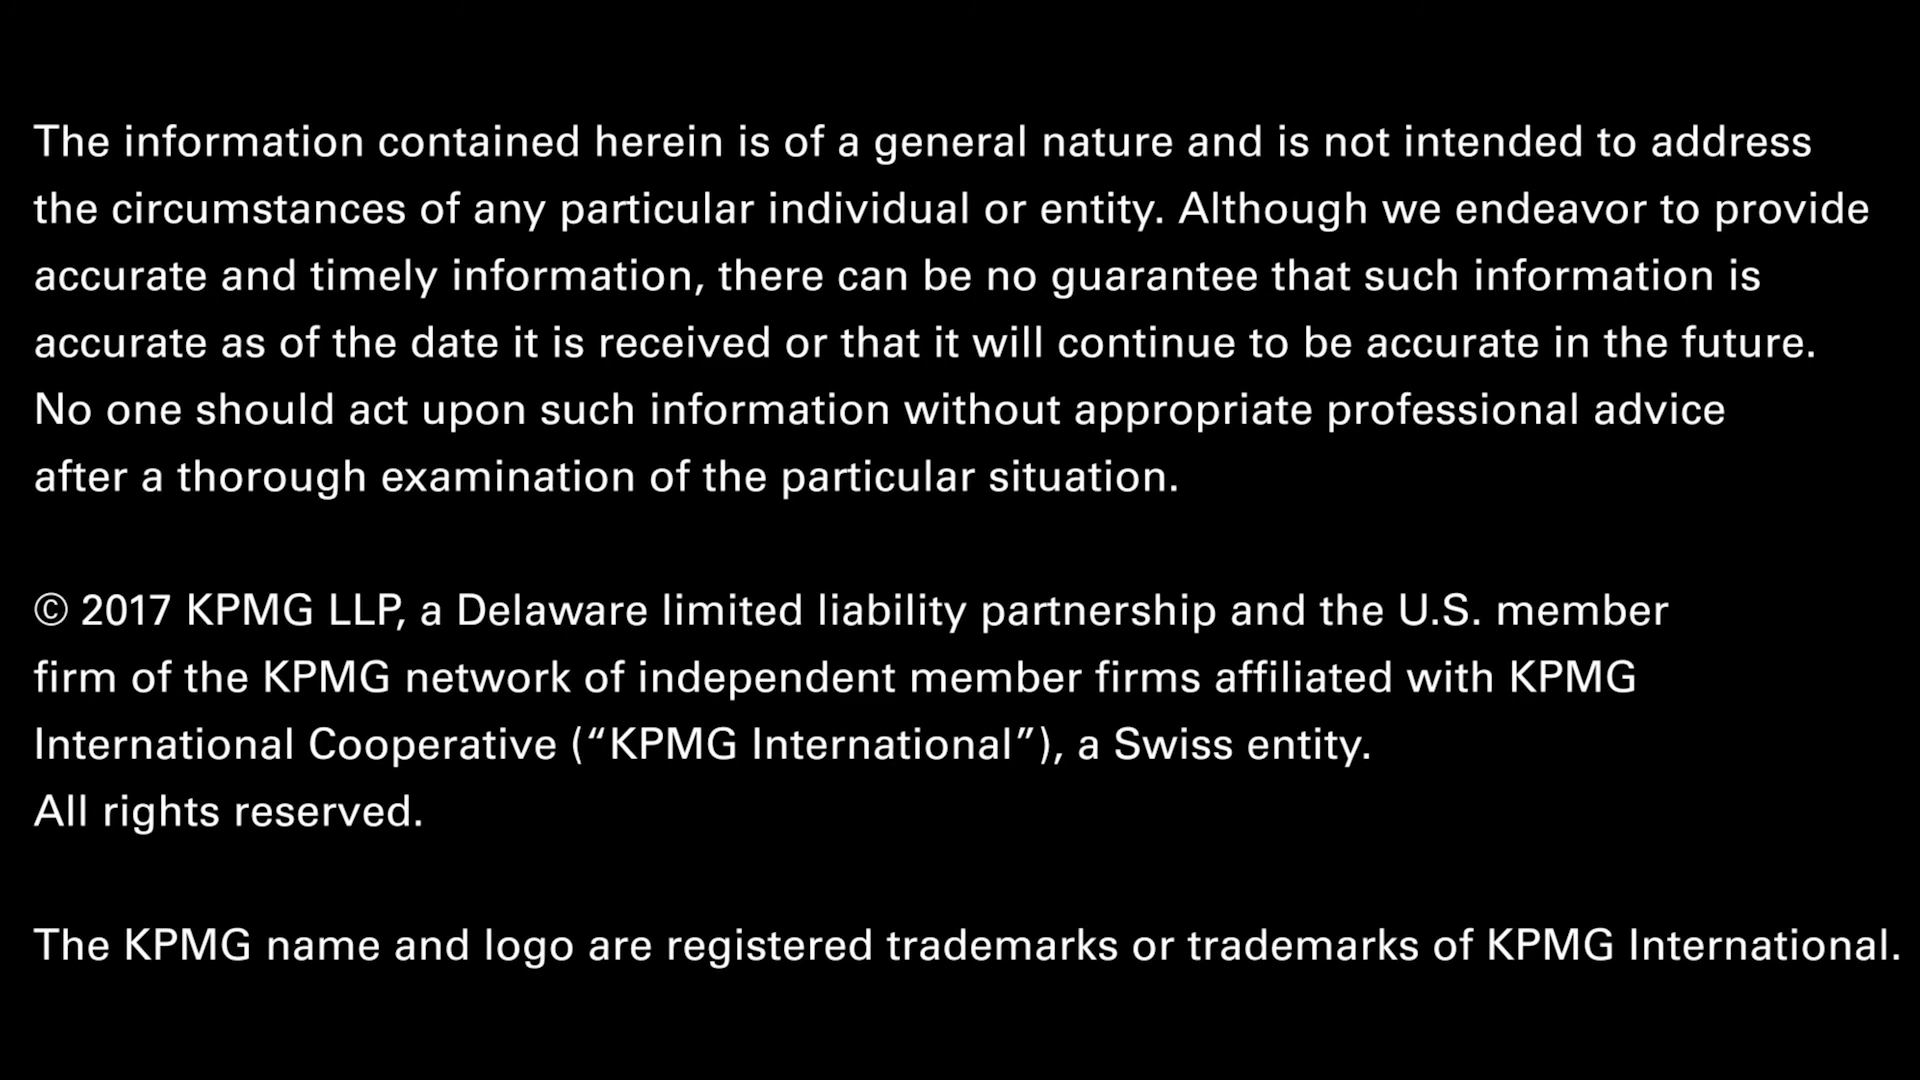 The information contained herein is of a general nature and is not intended to address
the circumstances of any particular individual or entity. Although we endeavor to provide
accurate and timely information, there can be no guarantee that such information is
accurate as of the date it is received or that it will continue to be accurate in the future.
No one should act upon such information without appropriate professional advice
after a thorough examination of the particular situation.
© 2017 KPMG LLP, a Delaware limited liability partnership and the U.S. member
firm of the KPMG network of independent member firms affiliated with KPMG
International Cooperative (“KPMG International”), a Swiss entity.
All rights reserved.
The KPMG name and logo are registered trademarks or trademarks of KPMG International.